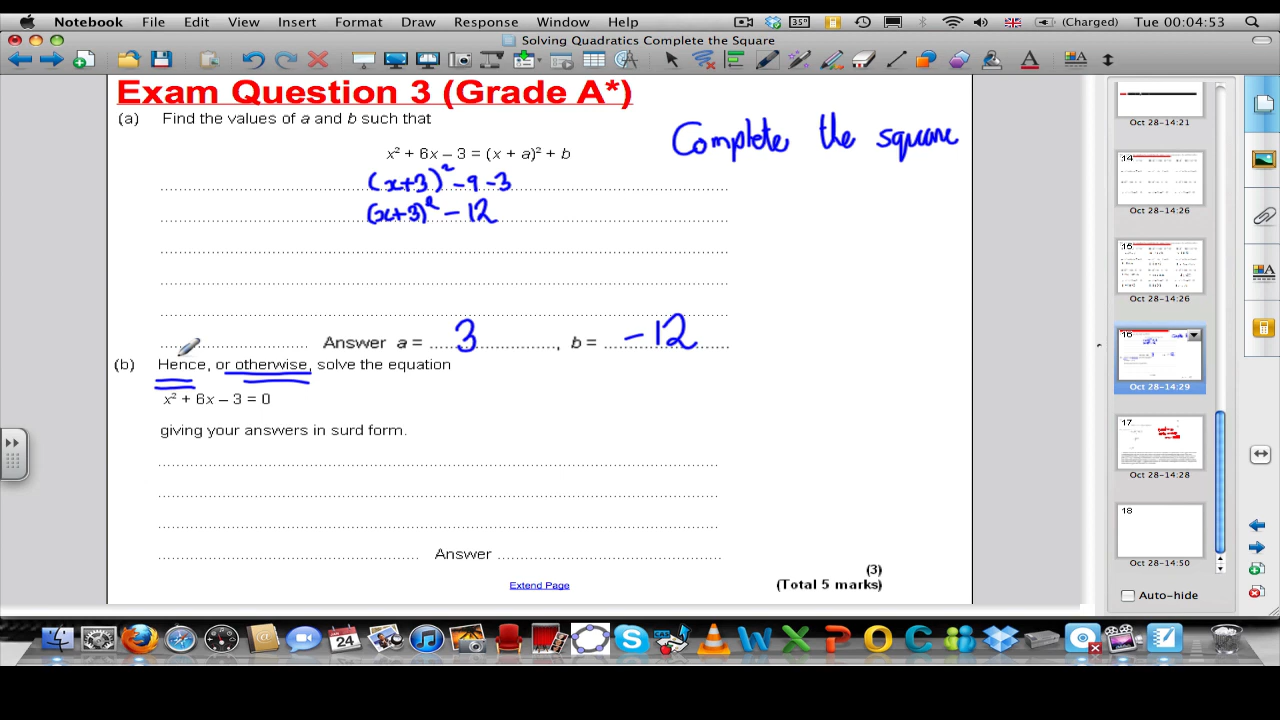 Notebook File Edit View Insert Format Draw Response Window Help 35° (Charged) Tue 00:04:53
Solving Quadratics Complete the Square
Exam Question 3 (Grade A*)
(a) Find the values of a and b such that
Complete the square
x² + 6x – 3 = (x + a)² + b
(x+3)² -9 -3
(x+3)² - 12
Answer a = 3, b = -12
(b) Hence, or otherwise, solve the equation
x² + 6x – 3 = 0
giving your answers in surd form.
Answer
(3)
Extend Page
(Total 5 marks)
Oct 28-14:21
14
Oct 28-14:26
15
Oct 28-14:26
16
Oct 28-14:29
17
Oct 28-14:28
18
Oct 28-14:50
Auto-hide
24